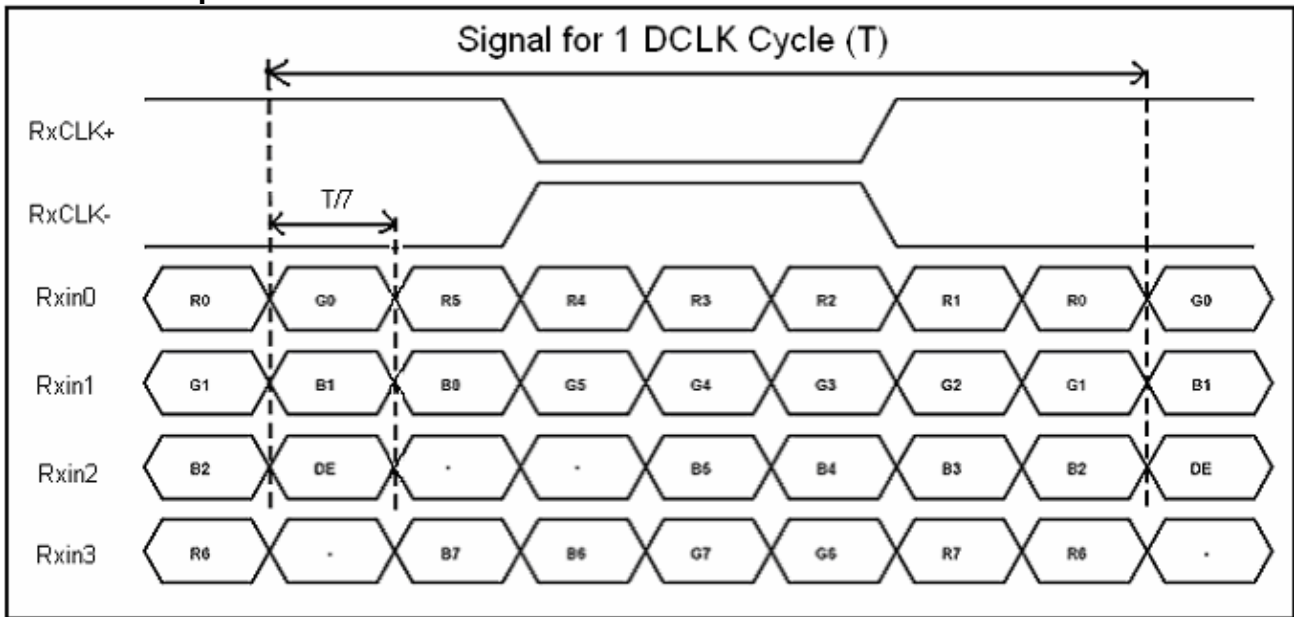 Signal for 1 DCLK Cycle (T)
RxCLK+
RxCLK-
T/7
Rxin0 R0 G0 R5 R4 R3 R2 R1 R0 G0
Rxin1 G1 B1 B0 G5 G4 G3 G2 G1 B1
Rxin2 B2 DE - - B5 B4 B3 B2 DE
Rxin3 R6 - B7 B6 G7 G6 R7 R6 -